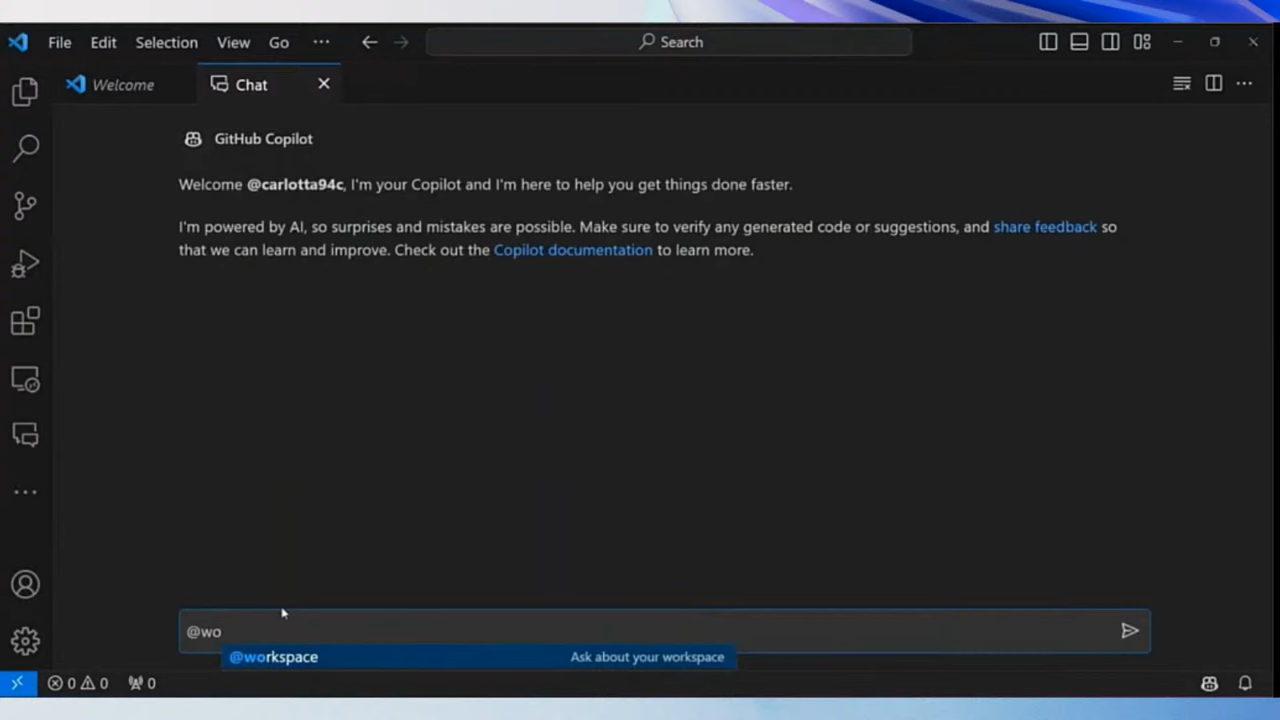 File Edit Selection View Go ··· Search
Welcome Chat
GitHub Copilot
Welcome @carlotta94c, I'm your Copilot and I'm here to help you get things done faster.
I'm powered by AI, so surprises and mistakes are possible. Make sure to verify any generated code or suggestions, and share feedback so
that we can learn and improve. Check out the Copilot documentation to learn more.
@wo
@workspace Ask about your workspace
0 0 0